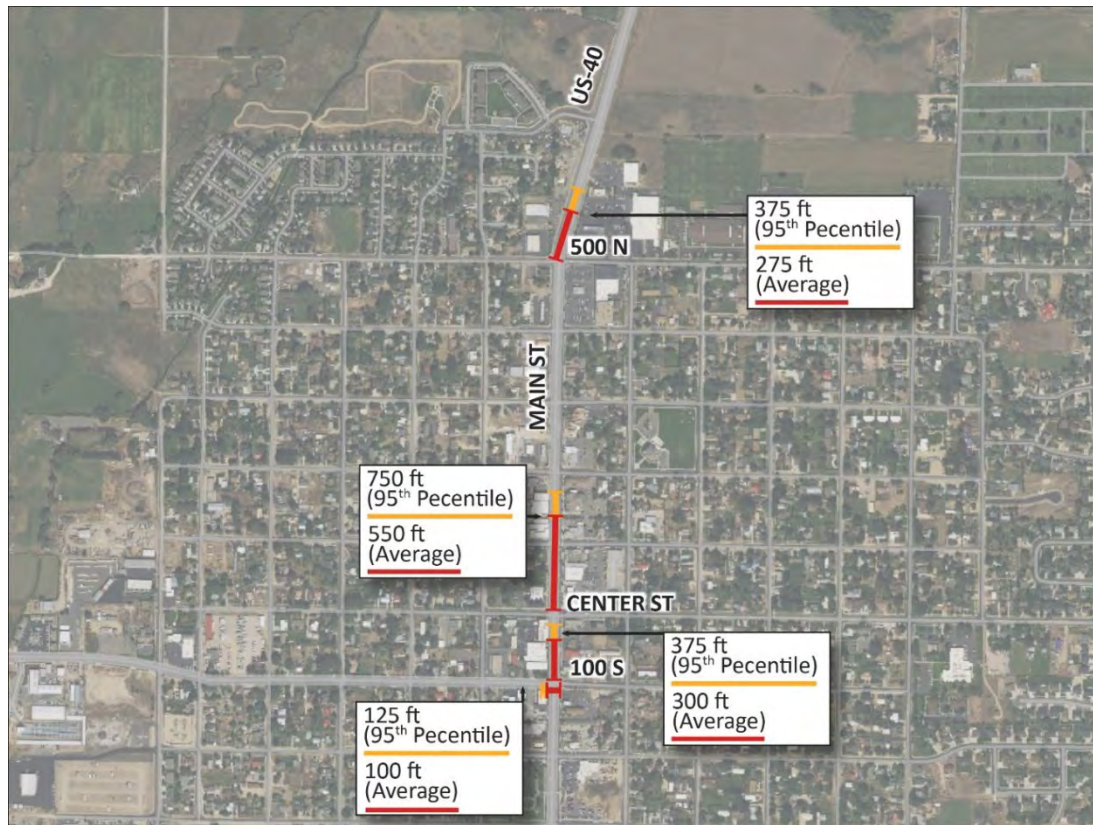 US-40
375 ft
(95th Pecentile)
275 ft
(Average)
500 N
MAIN ST
750 ft
(95th Pecentile)
550 ft
(Average)
CENTER ST
375 ft
(95th Pecentile)
300 ft
(Average)
100 S
125 ft
(95th Pecentile)
100 ft
(Average)